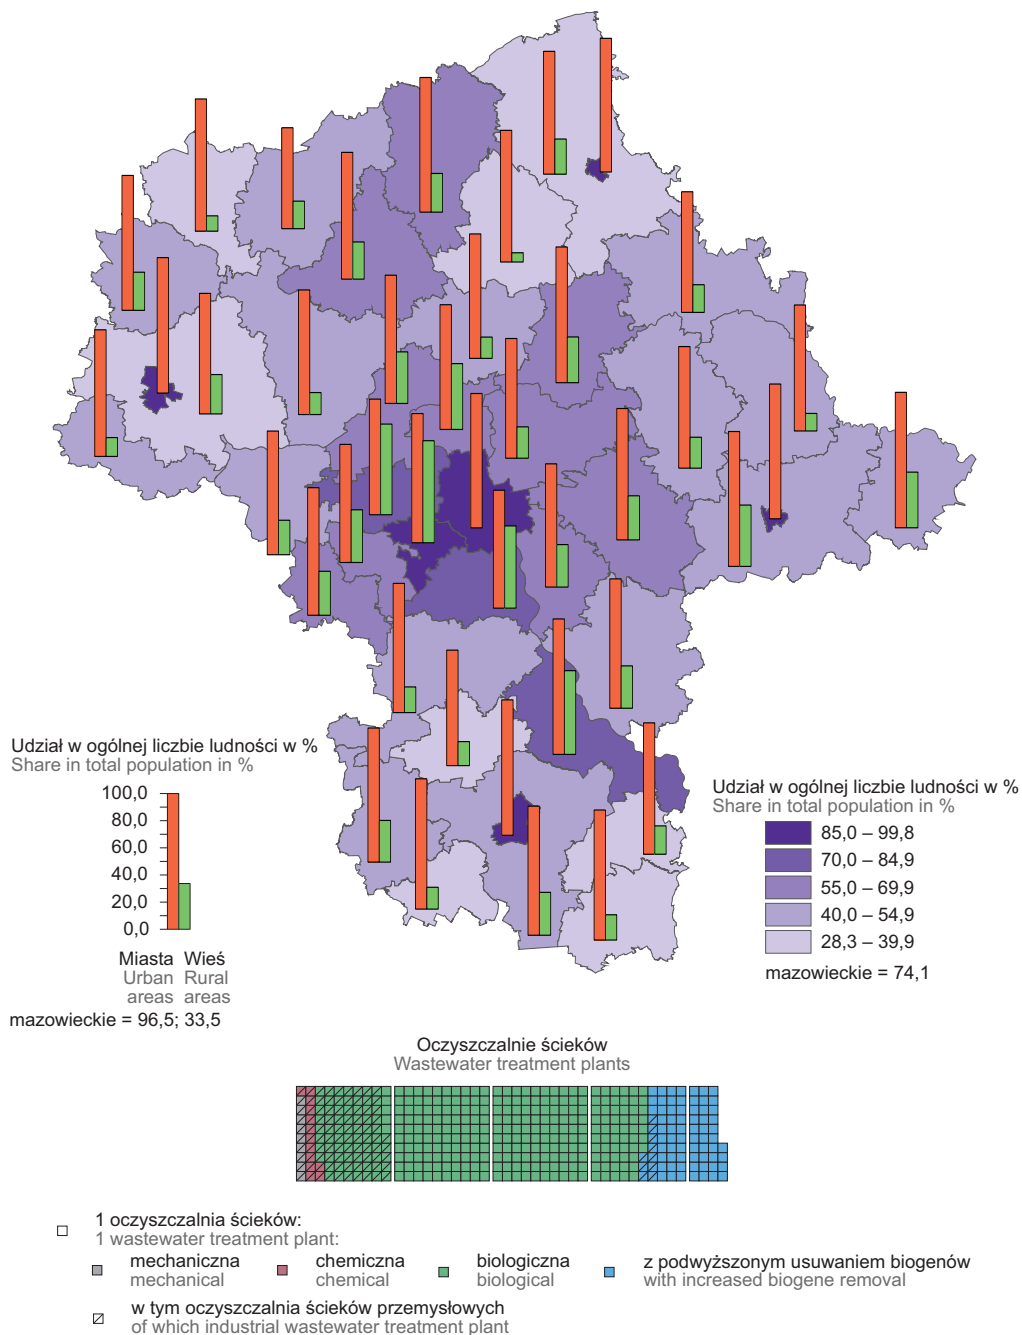 Udział w ogólnej liczbie ludności w %
Share in total population in %
100,0
80,0
60,0
40,0
20,0
0,0
Miasta Wieś
Urban Rural
areas areas
mazowieckie = 96,5; 33,5
Udział w ogólnej liczbie ludności w %
Share in total population in %
85,0 – 99,8
70,0 – 84,9
55,0 – 69,9
40,0 – 54,9
28,3 – 39,9
mazowieckie = 74,1
Oczyszczalnie ścieków
Wastewater treatment plants
1 oczyszczalnia ścieków:
1 wastewater treatment plant:
mechaniczna
mechanical
chemiczna
chemical
biologiczna
biological
z podwyższonym usuwaniem biogenów
with increased biogene removal
w tym oczyszczalnia ścieków przemysłowych
of which industrial wastewater treatment plant